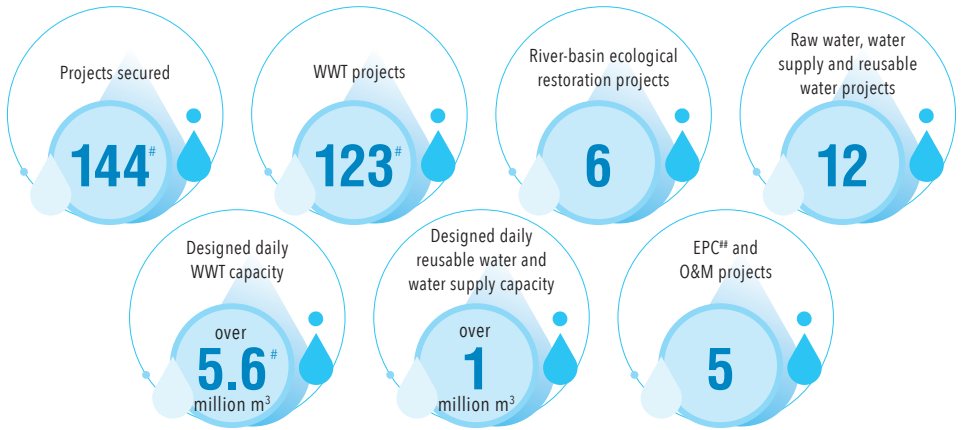 Projects secured
144#
WWT projects
123#
River-basin ecological
restoration projects
6
Raw water, water
supply and reusable
water projects
12
Designed daily
WWT capacity
over
5.6#
million m³
Designed daily
reusable water and
water supply capacity
over
1
million m³
EPC## and
O&M projects
5